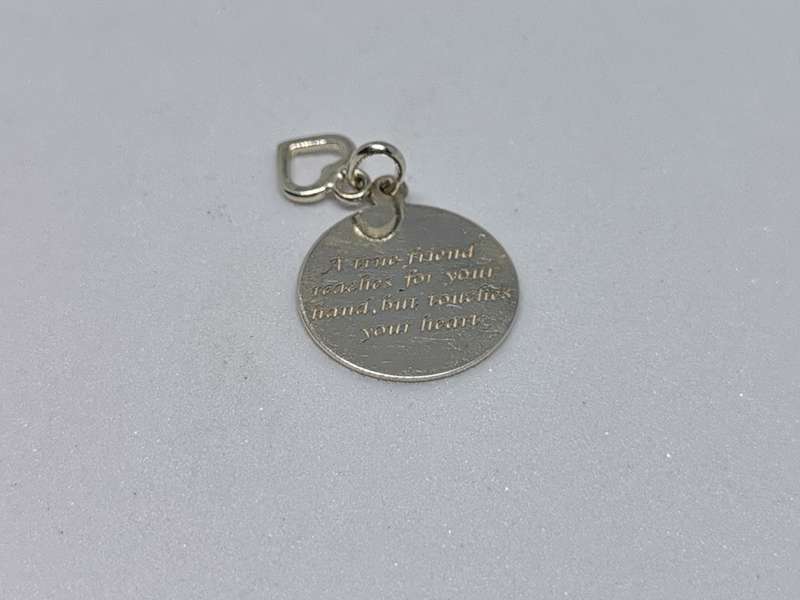 A true friend
reaches for your
hand, but touches
your heart.